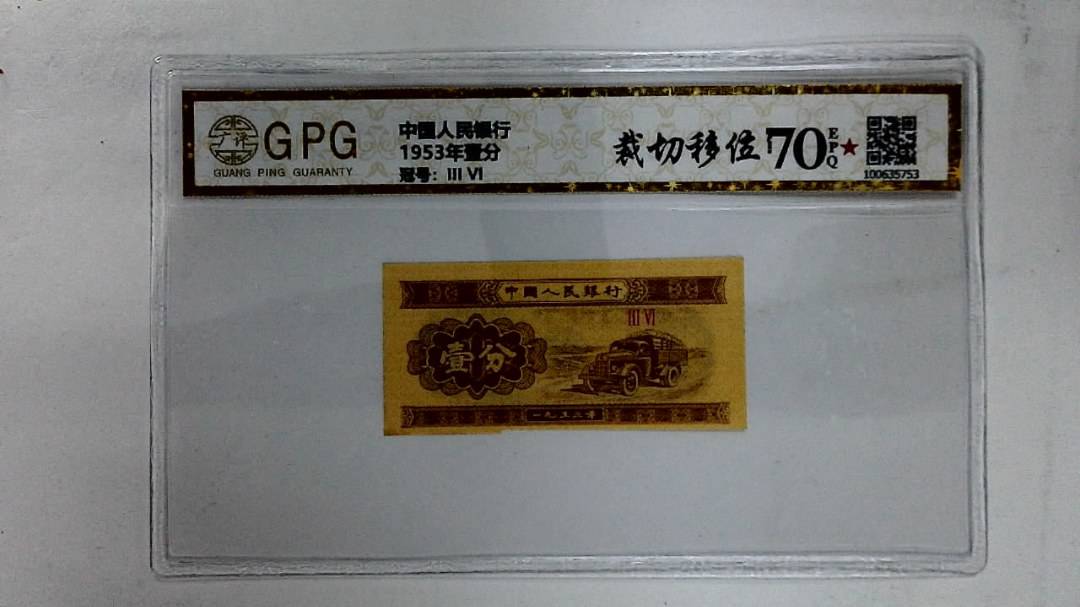 GPG
GUANG PING GUARANTY
中国人民银行
1953年壹分
冠号：III VI
裁切移位
70
EPQ
100635753
中國人民銀行
III VI
壹分
一九五三年